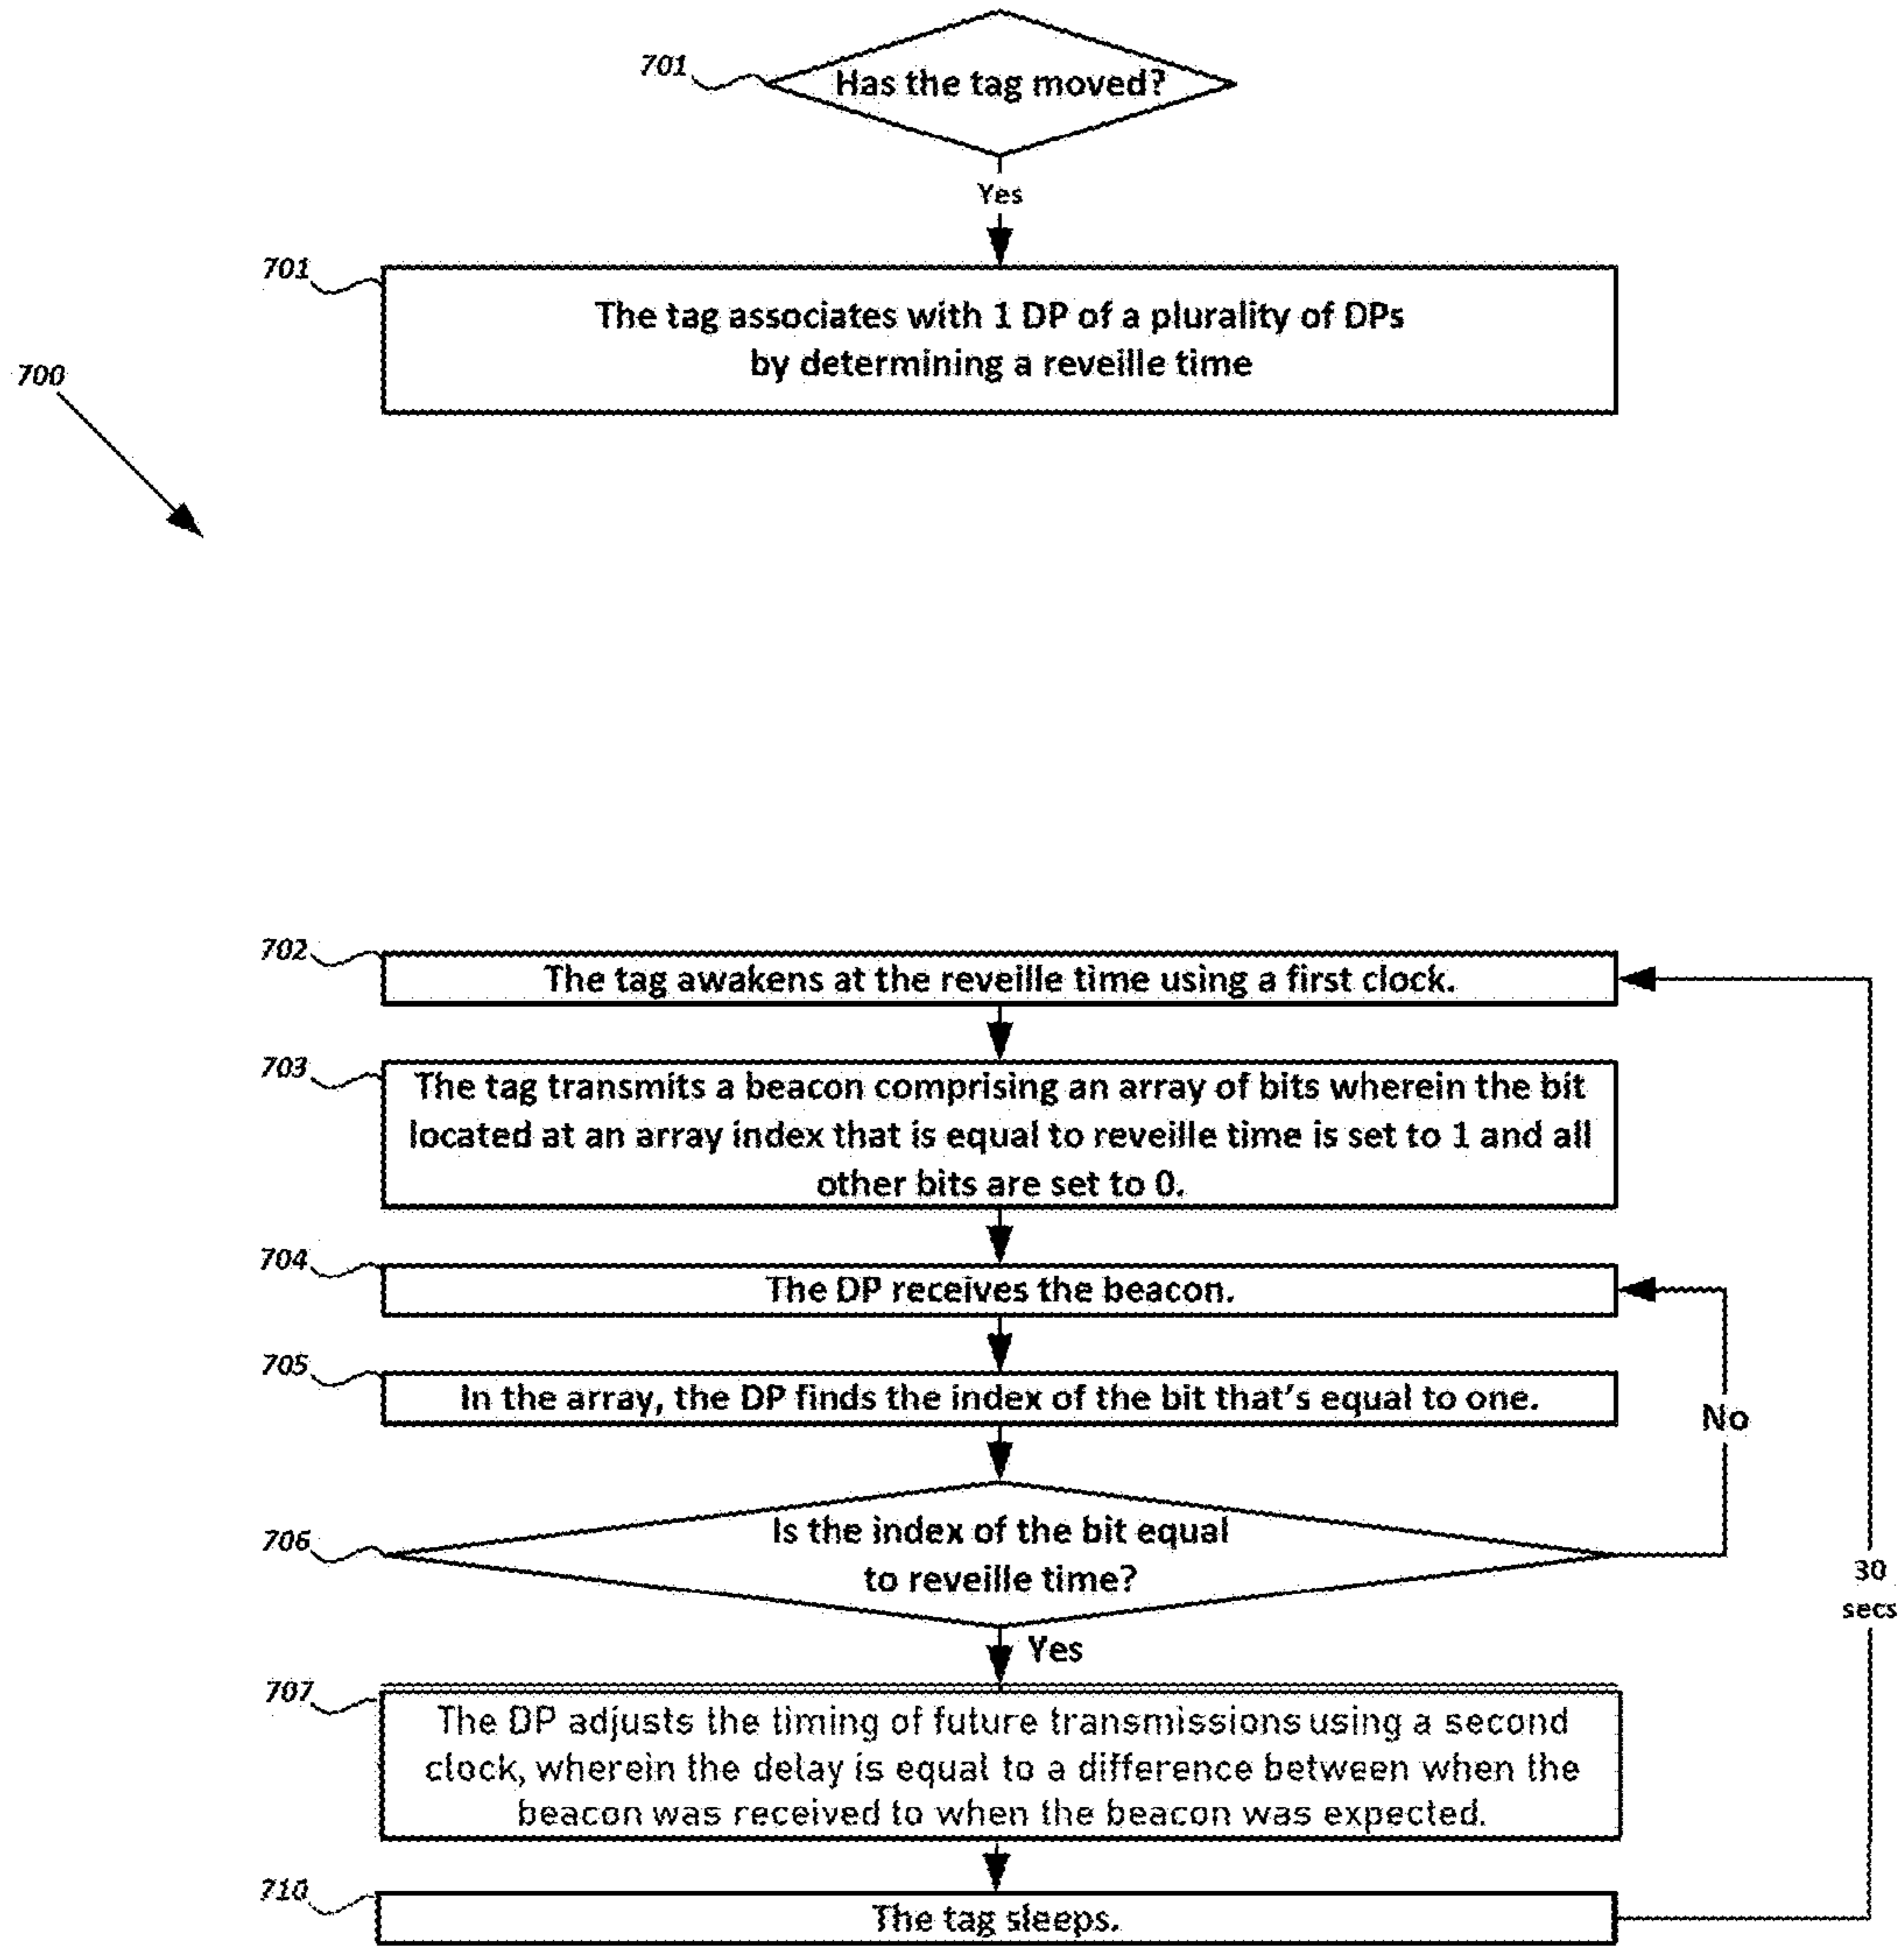 701
Has the tag moved?
Yes
701
The tag associates with 1 DP of a plurality of DPs
by determining a reveille time
700
702
The tag awakens at the reveille time using a first clock.
703
The tag transmits a beacon comprising an array of bits wherein the bit
located at an array index that is equal to reveille time is set to 1 and all
other bits are set to 0.
704
The DP receives the beacon.
705
In the array, the DP finds the index of the bit that's equal to one.
No
706
Is the index of the bit equal
to reveille time?
30
secs
Yes
707
The DP adjusts the timing of future transmissions using a second
clock, wherein the delay is equal to a difference between when the
beacon was received to when the beacon was expected.
710
The tag sleeps.